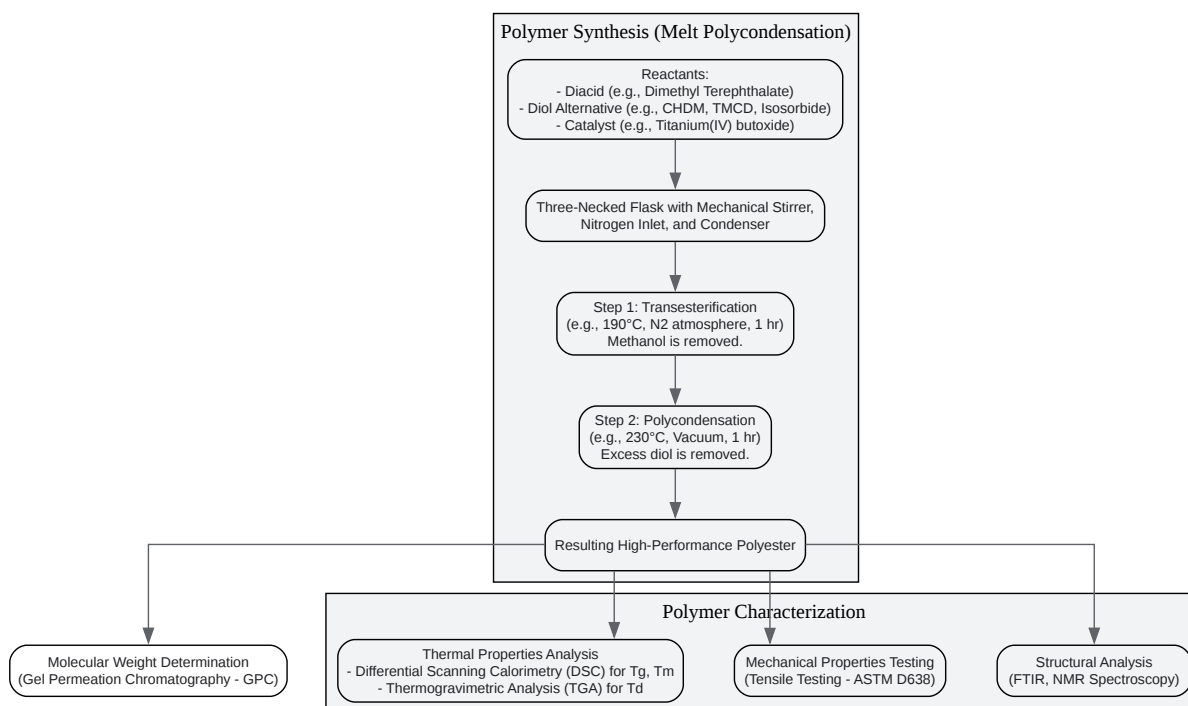 Polymer Synthesis (Melt Polycondensation)
Reactants:
- Diacid (e.g., Dimethyl Terephthalate)
- Diol Alternative (e.g., CHDM, TMCD, Isosorbide)
- Catalyst (e.g., Titanium(IV) butoxide)
Three-Necked Flask with Mechanical Stirrer,
Nitrogen Inlet, and Condenser
Step 1: Transesterification
(e.g., 190°C, N2 atmosphere, 1 hr)
Methanol is removed.
Step 2: Polycondensation
(e.g., 230°C, Vacuum, 1 hr)
Excess diol is removed.
Resulting High-Performance Polyester
Polymer Characterization
Molecular Weight Determination
(Gel Permeation Chromatography - GPC)
Thermal Properties Analysis
- Differential Scanning Calorimetry (DSC) for Tg, Tm
- Thermogravimetric Analysis (TGA) for Td
Mechanical Properties Testing
(Tensile Testing - ASTM D638)
Structural Analysis
(FTIR, NMR Spectroscopy)